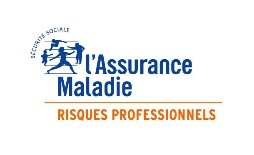 SÉCURITÉ SOCIALE
l'Assurance
Maladie
RISQUES PROFESSIONNELS